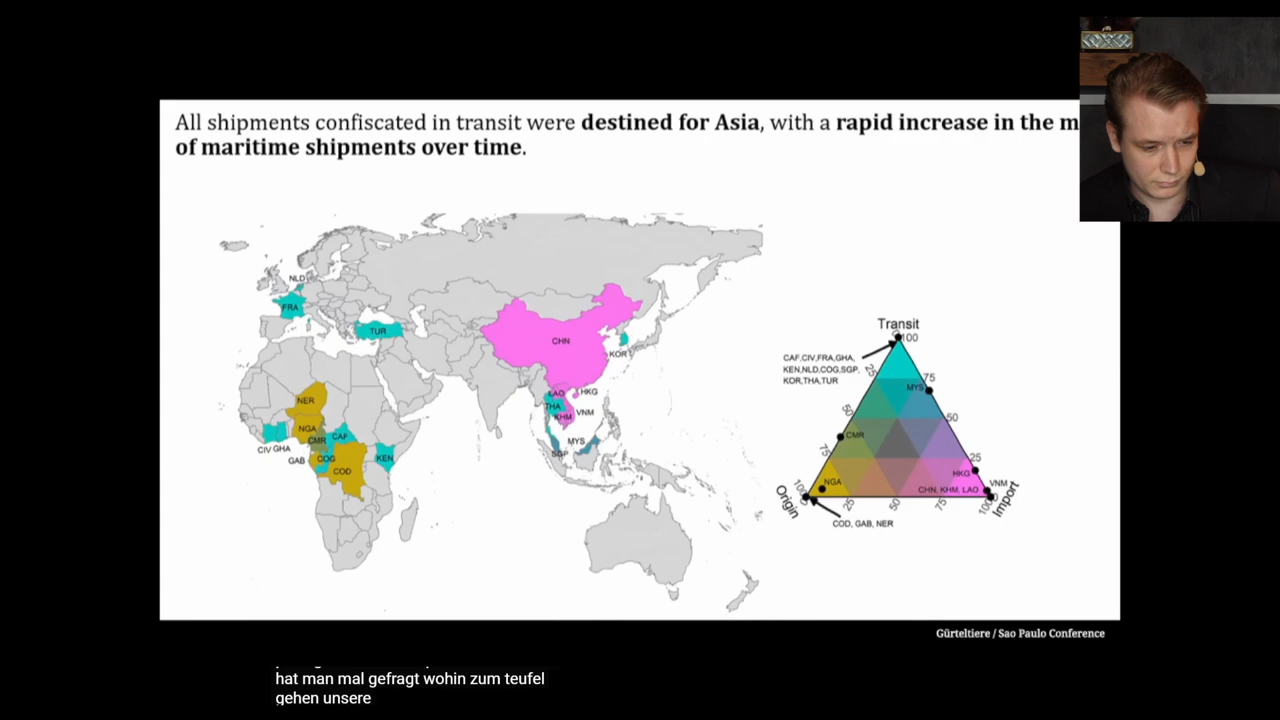 All shipments confiscated in transit were destined for Asia, with a rapid increase in the
of maritime shipments over time.
NLD
FRA
TUR
CHN
KOR
LAO
HKG
THA
KHM
VNM
MYS
SGP
NER
NGA
CMR
CAF
CIV GHA
GAB
COG
COD
KEN
Transit
100
CAF,CIV,FRA,GHA,
KEN,NLD,COG,SGP,
KOR,THA,TUR
25
75
MYS
50
50
CMR
75
25
HKG
NGA
VNM
CHN, KHM, LAO
100
Origin
25
50
75
100
Import
COD, GAB, NER
Gürteltiere / Sao Paulo Conference
hat man mal gefragt wohin zum teufel
gehen unsere